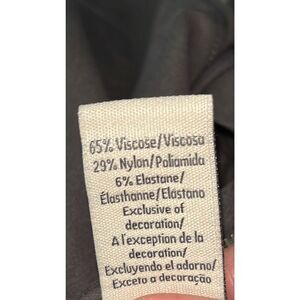 65% Viscose/Viscosa
29% Nylon/Poliamida
6% Elastane/
Élasthanne/Elastano
Exclusive of
decoration/
A l'exception de la
decoration/
Excluyendo el adorno/
Exceto a decoração